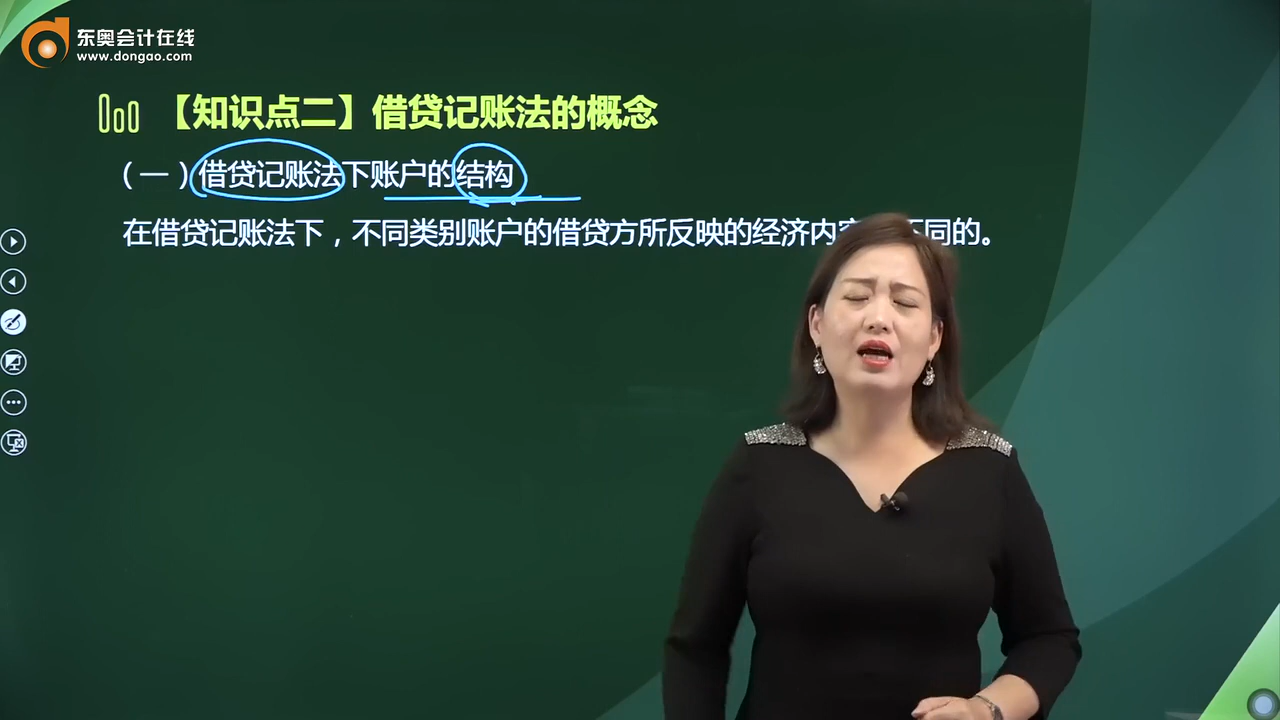 东奥会计在线
www.dongao.com
【知识点二】借贷记账法的概念
（一）借贷记账法下账户的结构
在借贷记账法下，不同类别账户的借贷方所反映的经济内 不同的。